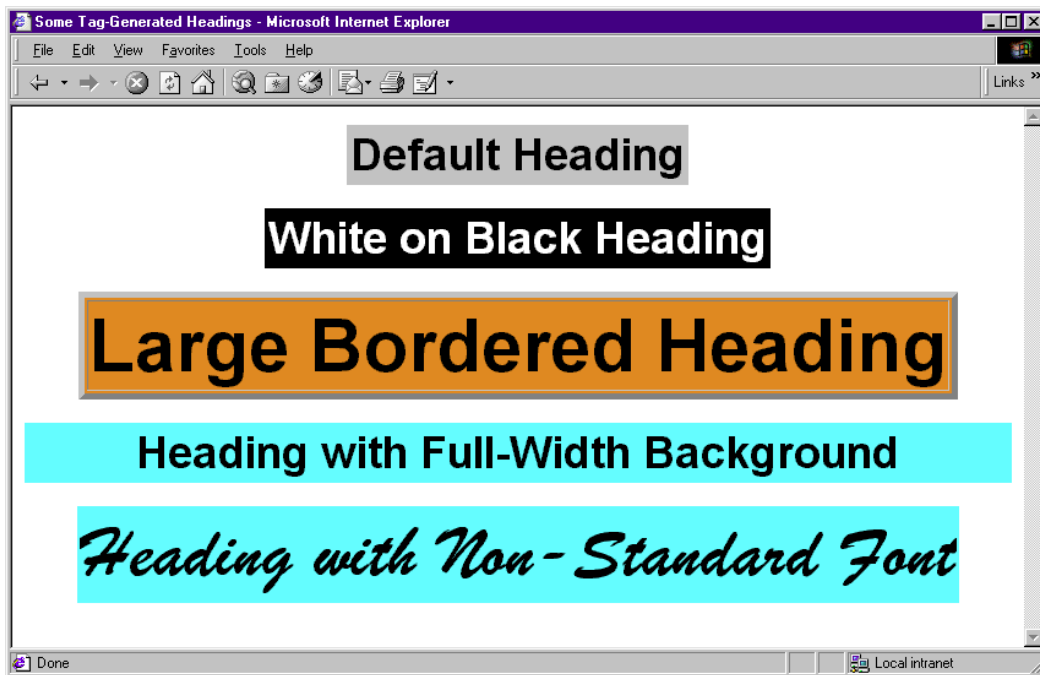 Some Tag-Generated Headings - Microsoft Internet Explorer
File Edit View Favorites Tools Help
Links »
Default Heading
White on Black Heading
Large Bordered Heading
Heading with Full-Width Background
Heading with Non-Standard Font
Done Local intranet